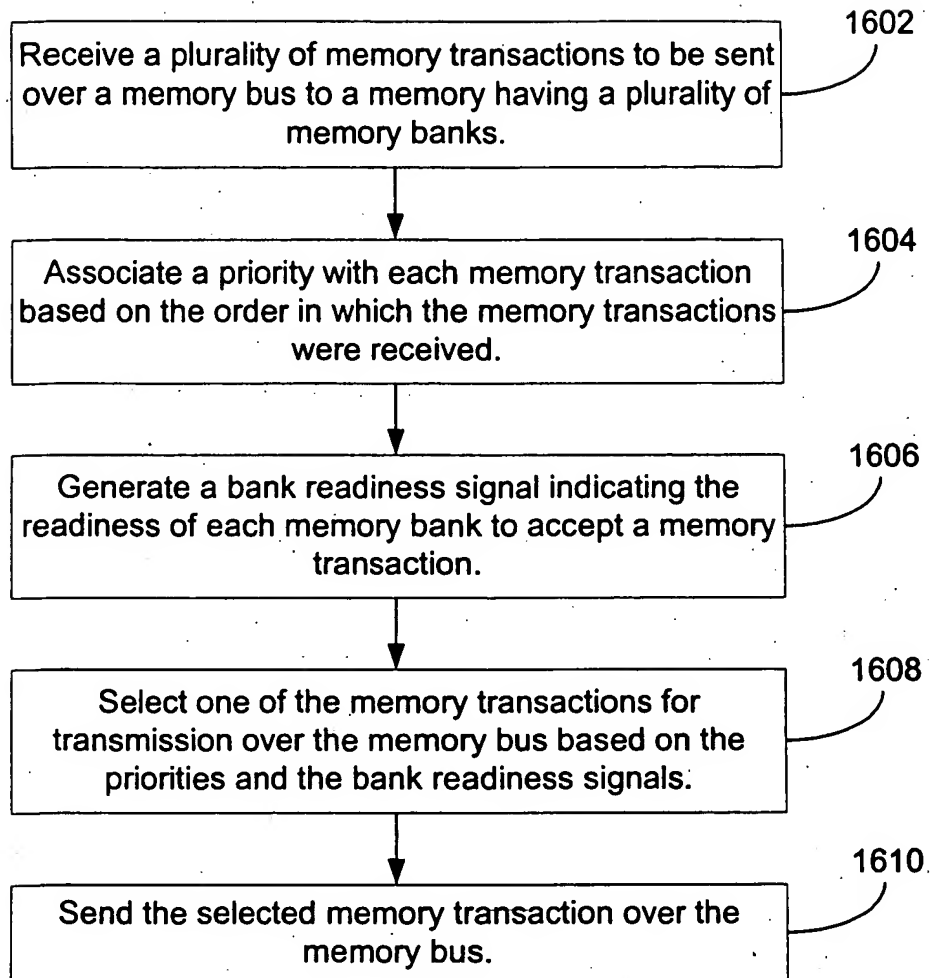 1602
Receive a plurality of memory transactions to be sent
over a memory bus to a memory having a plurality of
memory banks.
1604
Associate a priority with each memory transaction
based on the order in which the memory transactions
were received.
1606
Generate a bank readiness signal indicating the
readiness of each memory bank to accept a memory
transaction.
1608
Select one of the memory transactions for
transmission over the memory bus based on the
priorities and the bank readiness signals.
1610
Send the selected memory transaction over the
memory bus.